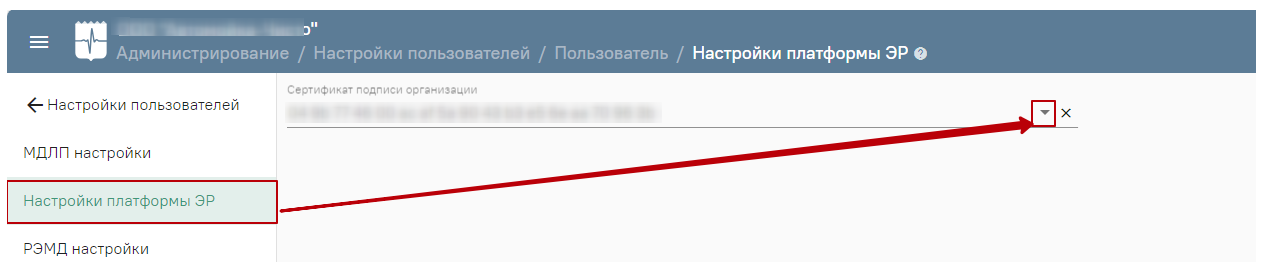 Администрирование / Настройки пользователей / Пользователь / Настройки платформы ЭР
Настройки пользователей
Сертификат подписи организации
МДЛП настройки
Настройки платформы ЭР
РЭМД настройки